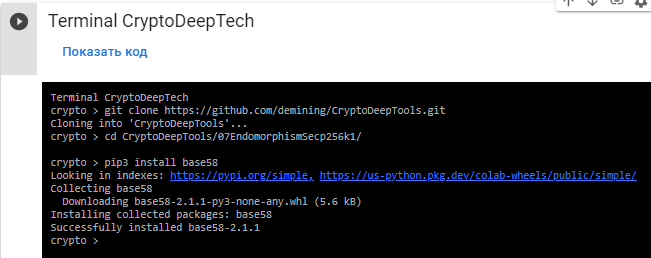 Terminal CryptoDeepTech
Показать код
Terminal CryptoDeepTech
crypto > git clone https://github.com/demining/CryptoDeepTools.git
Cloning into 'CryptoDeepTools'...
crypto > cd CryptoDeepTools/07EndomorphismSecp256k1/
crypto > pip3 install base58
Looking in indexes: https://pypi.org/simple, https://us-python.pkg.dev/colab-wheels/public/simple/
Collecting base58
Downloading base58-2.1.1-py3-none-any.whl (5.6 kB)
Installing collected packages: base58
Successfully installed base58-2.1.1
crypto >